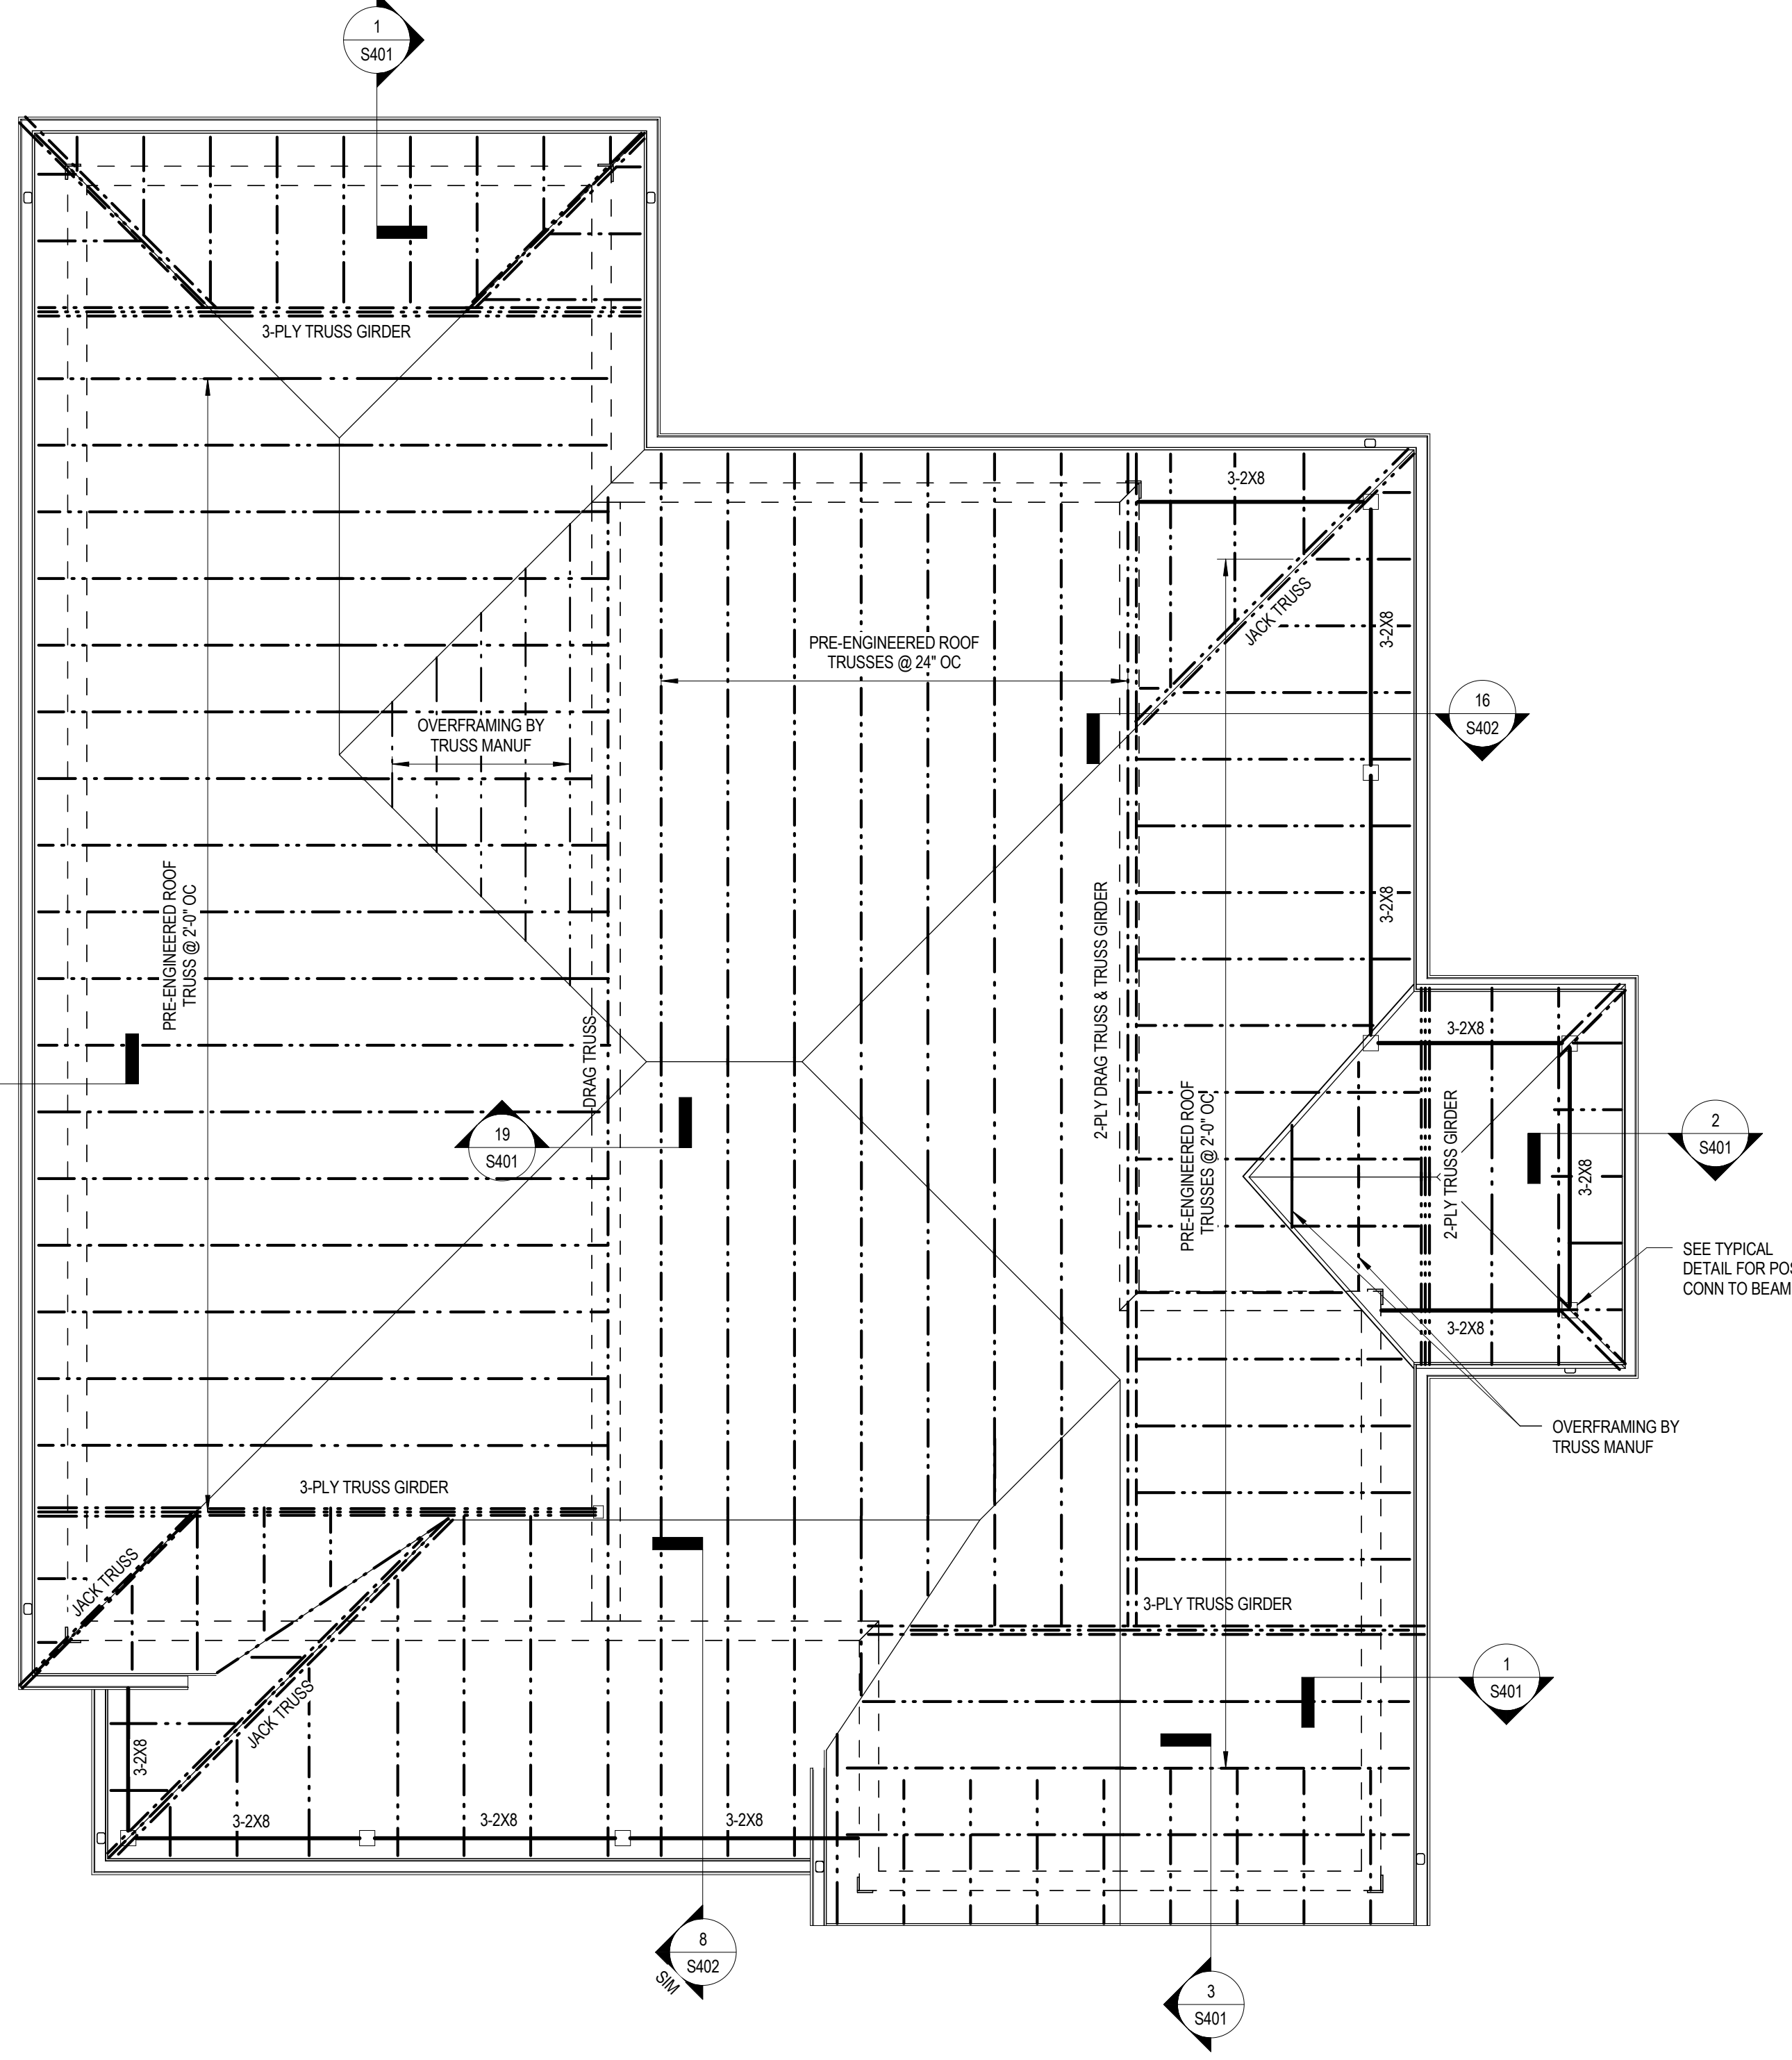 1
S401
3-PLY TRUSS GIRDER
3-2X8
JACK TRUSS
3-2X8
PRE-ENGINEERED ROOF
TRUSSES @ 24" OC
16
S402
OVERFRAMING BY
TRUSS MANUF
PRE-ENGINEERED ROOF
TRUSS @ 2'-0" OC
2-PLY DRAG TRUSS & TRUSS GIRDER
3-2X8
DRAG TRUSS
3-2X8
19
S401
PRE-ENGINEERED ROOF
TRUSSES @ 2'-0" OC
2-PLY TRUSS GIRDER
3-2X8
2
S401
SEE TYPICAL
DETAIL FOR POS
CONN TO BEAM
3-2X8
OVERFRAMING BY
TRUSS MANUF
3-PLY TRUSS GIRDER
JACK TRUSS
3-PLY TRUSS GIRDER
1
S401
JACK TRUSS
3-2X8
3-2X8
3-2X8
3-2X8
8
S402
SIM
3
S401